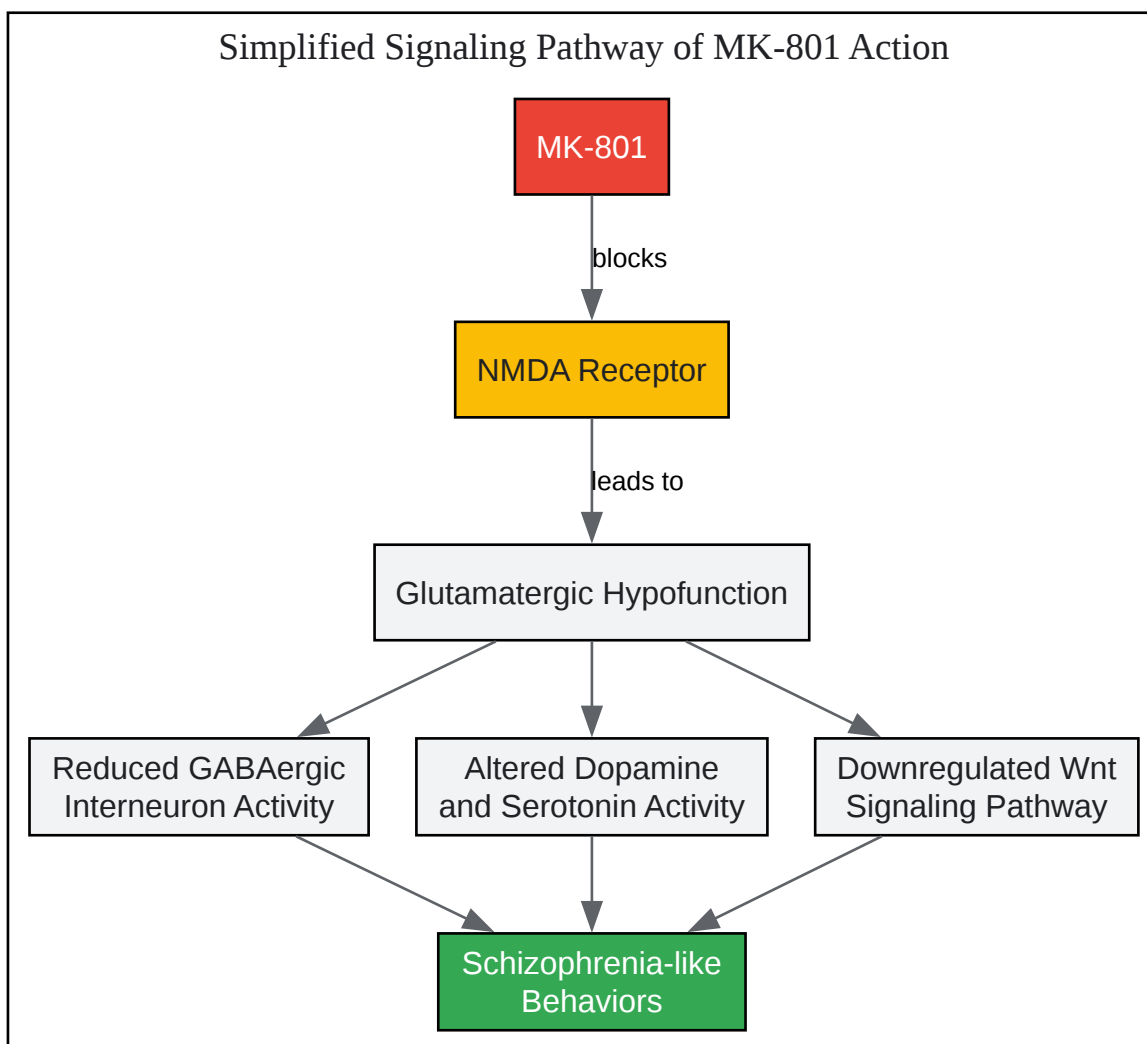 Simplified Signaling Pathway of MK-801 Action
MK-801
blocks
NMDA Receptor
leads to
Glutamatergic Hypofunction
Reduced GABAergic
Interneuron Activity
Altered Dopamine
and Serotonin Activity
Downregulated Wnt
Signaling Pathway
Schizophrenia-like
Behaviors